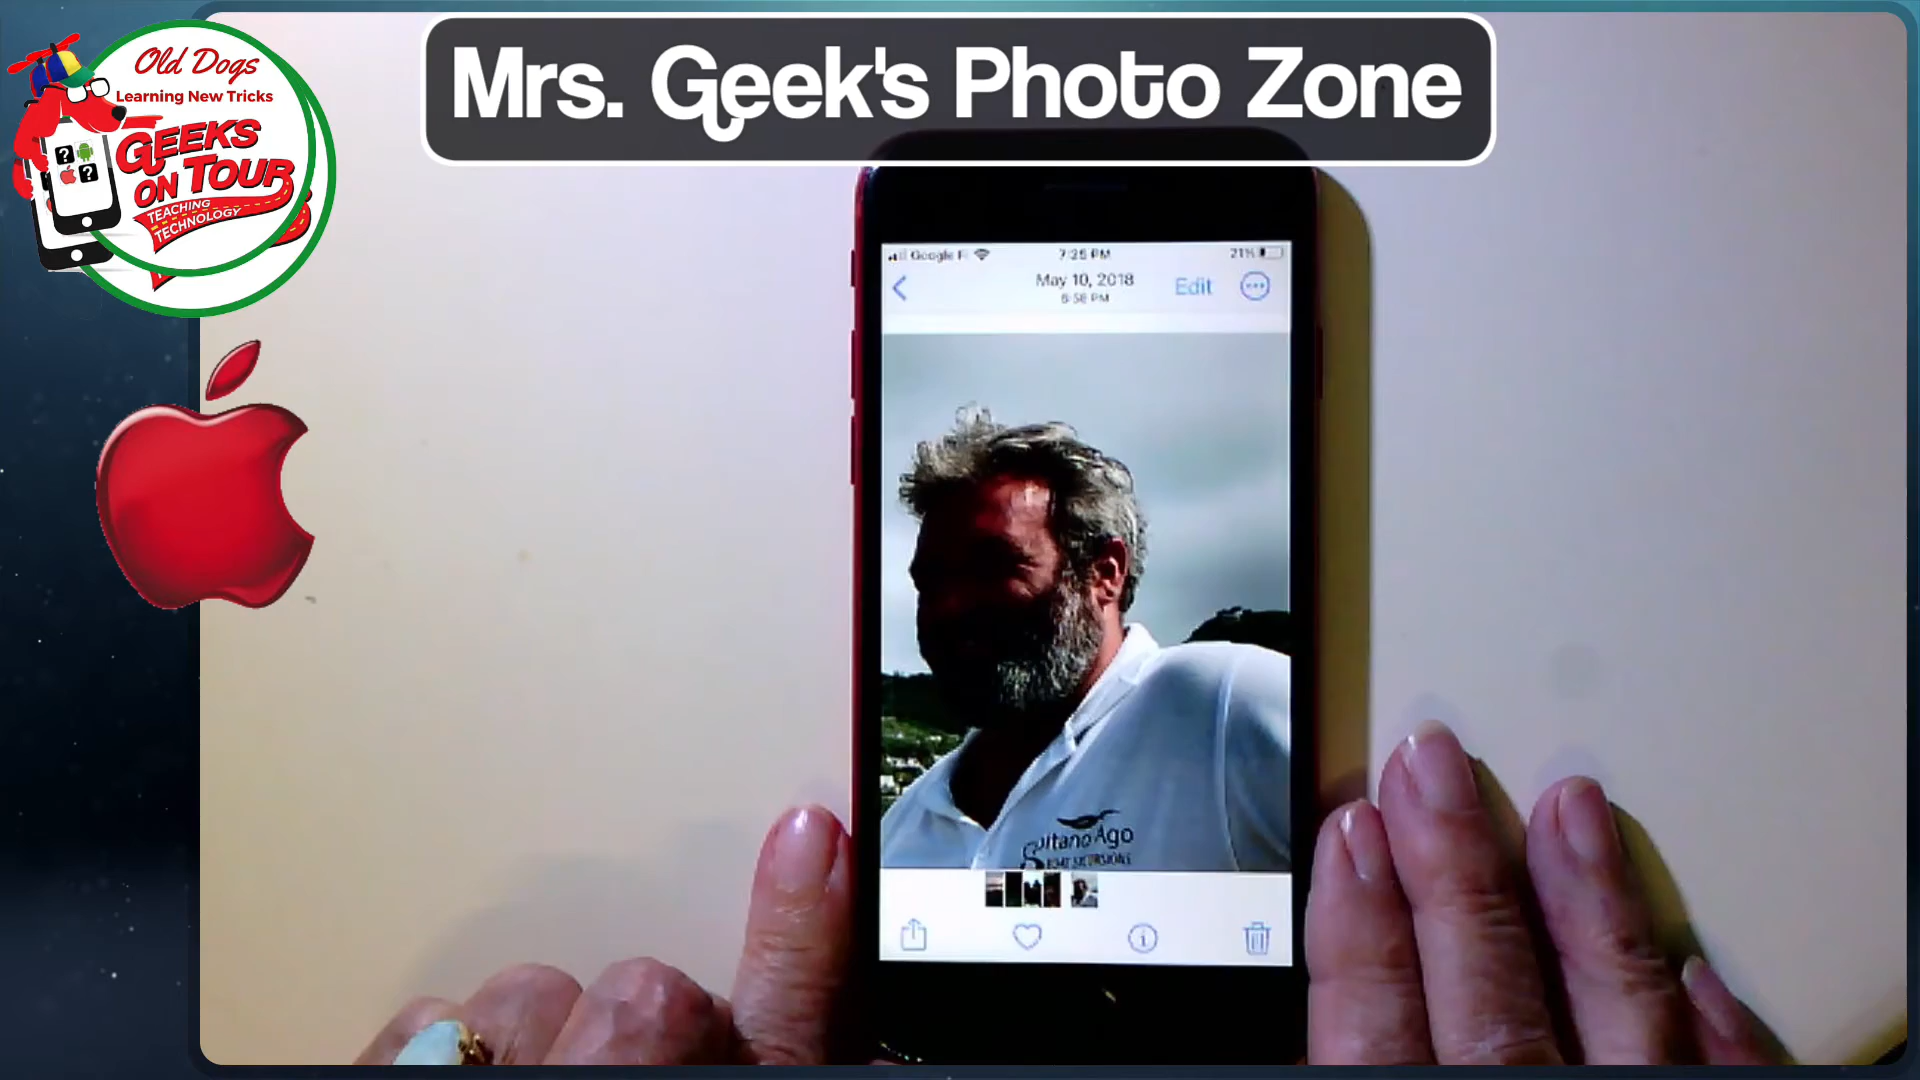 Mrs. Geek's Photo Zone
Old Dogs
Learning New Tricks
GEEKS
ON TOUR
TEACHING
TECHNOLOGY
Google Fi
7:25 PM
21%
May 10, 2018
6:58 PM
Edit
Ago